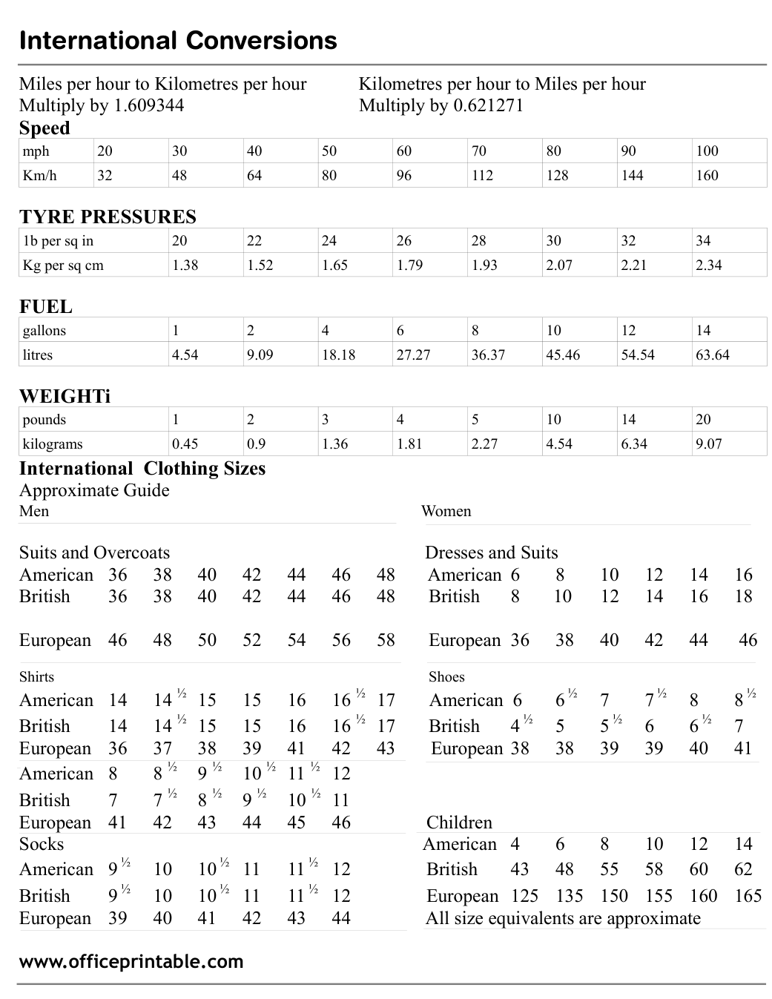 International Conversions
Miles per hour to Kilometres per hour Kilometres per hour to Miles per hour
Multiply by 1.609344 Multiply by 0.621271
Speed
mph 20 30 40 50 60 70 80 90 100
Km/h 32 48 64 80 96 112 128 144 160
TYRE PRESSURES
1b per sq in 20 22 24 26 28 30 32 34
Kg per sq cm 1.38 1.52 1.65 1.79 1.93 2.07 2.21 2.34
FUEL
gallons 1 2 4 6 8 10 12 14
litres 4.54 9.09 18.18 27.27 36.37 45.46 54.54 63.64
WEIGHTi
pounds 1 2 3 4 5 10 14 20
kilograms 0.45 0.9 1.36 1.81 2.27 4.54 6.34 9.07
International Clothing Sizes
Approximate Guide
Men
Suits and Overcoats
American 36 38 40 42 44 46 48
British 36 38 40 42 44 46 48
European 46 48 50 52 54 56 58
Shirts
American 14 14 ½ 15 15 16 16 ½ 17
British 14 14 ½ 15 15 16 16 ½ 17
European 36 37 38 39 41 42 43
American 8 8 ½ 9 ½ 10 ½ 11 ½ 12
British 7 7 ½ 8 ½ 9 ½ 10 ½ 11
European 41 42 43 44 45 46
Socks
American 9 ½ 10 10 ½ 11 11 ½ 12
British 9 ½ 10 10 ½ 11 11 ½ 12
European 39 40 41 42 43 44
Women
Dresses and Suits
American 6 8 10 12 14 16
British 8 10 12 14 16 18
European 36 38 40 42 44 46
Shoes
American 6 6 ½ 7 7 ½ 8 8 ½
British 4 ½ 5 5 ½ 6 6 ½ 7
European 38 38 39 39 40 41
Children
American 4 6 8 10 12 14
British 43 48 55 58 60 62
European 125 135 150 155 160 165
All size equivalents are approximate
www.officeprintable.com